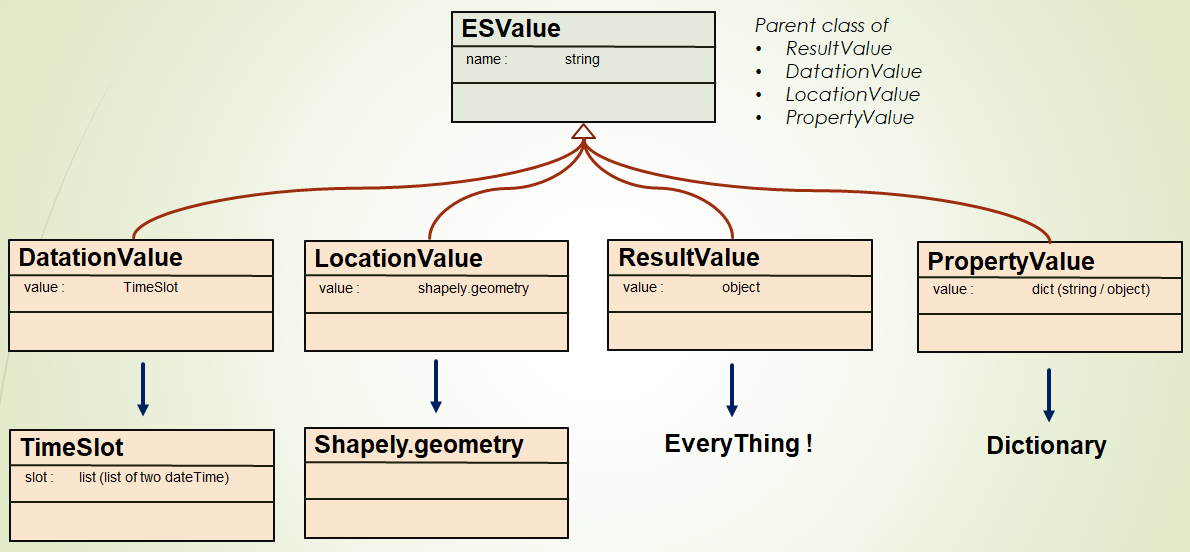 ESValue
name : string
Parent class of
• ResultValue
• DatationValue
• LocationValue
• PropertyValue
DatationValue
value : TimeSlot
LocationValue
value : shapely.geometry
ResultValue
value : object
PropertyValue
value : dict (string / object)
TimeSlot
slot : list (list of two dateTime)
Shapely.geometry
EveryThing !
Dictionary